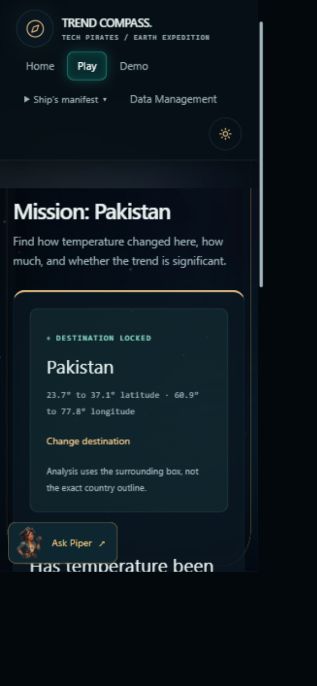 TREND COMPASS.
TECH PIRATES / EARTH EXPEDITION
Home Play Demo
▶ Ship's manifest ▾ Data Management
Mission: Pakistan
Find how temperature changed here, how
much, and whether the trend is significant.
DESTINATION LOCKED
Pakistan
23.7° to 37.1° latitude · 60.9°
to 77.8° longitude
Change destination
Analysis uses the surrounding box, not
the exact country outline.
Ask Piper ↗
Has temperature been